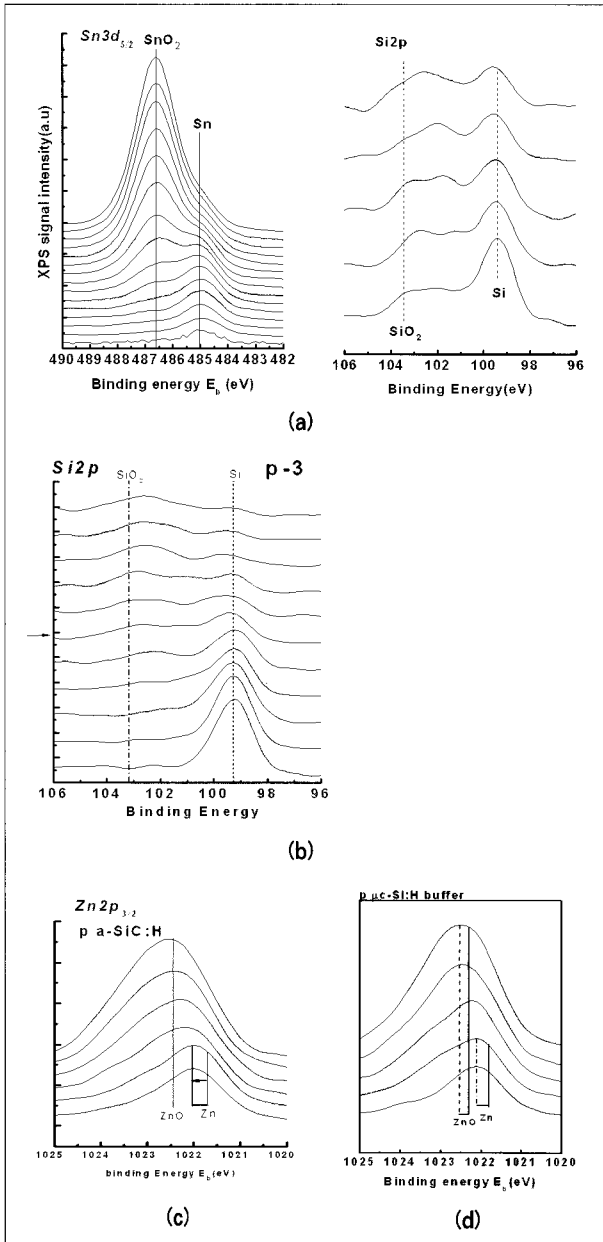 Sn3d5/2 SnO2
Sn
XPS signal intensity(a.u)
490 489 488 487 486 485 484 483 482
Binding energy Eb (eV)
Si2p
Si
SiO2
106 104 102 100 98 96
Binding Energy(eV)
(a)
Si2p SiO2 Si p-3
106 104 102 100 98 96
Binding Energy
(b)
Zn2p3/2
p a-SiC:H
ZnO Zn
1025 1024 1023 1022 1021 1020
binding Energy Eb(eV)
(c)
p μc-Si:H buffer
ZnO Zn
1025 1024 1023 1022 1021 1020
Binding energy Eb(eV)
(d)